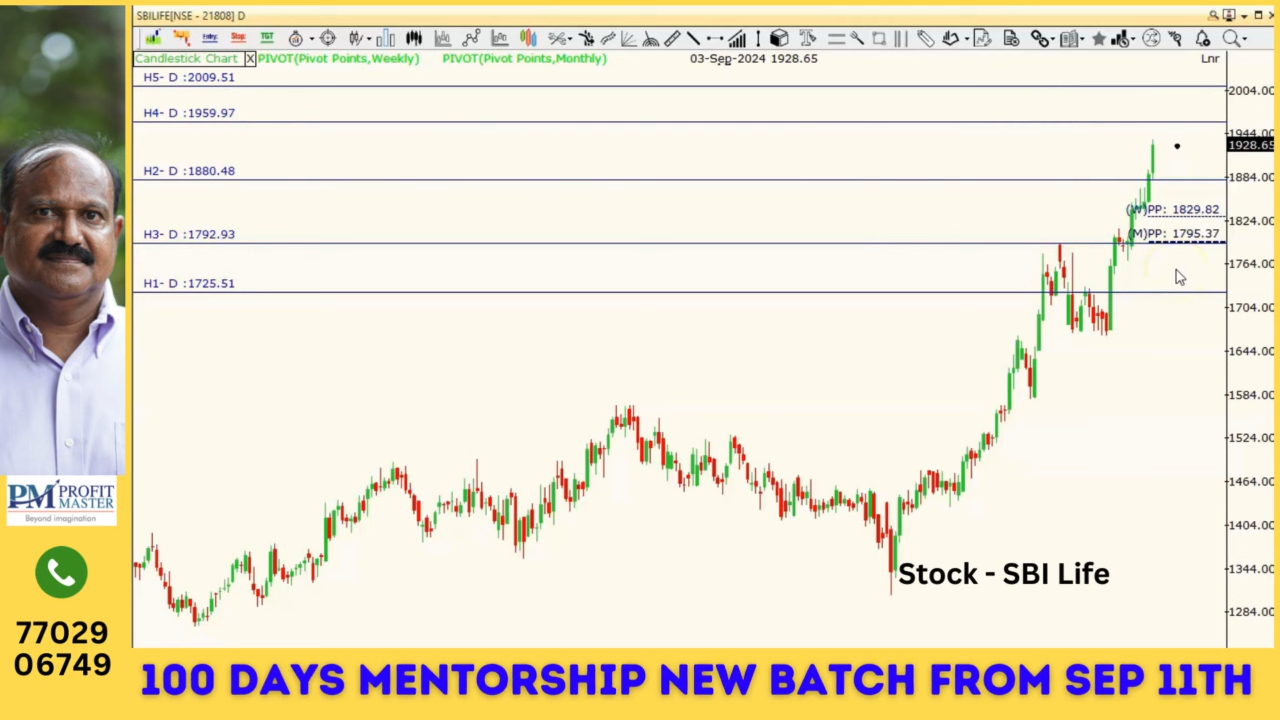 SBILIFE[NSE - 21808] D
Entry: Stop: TGT
Candlestick Chart X PIVOT(Pivot Points,Weekly) PIVOT(Pivot Points,Monthly) 03-Sep-2024 1928.65 Lnr
H5- D :2009.51
2004.00
H4- D :1959.97
1944.00
1928.65
H2- D :1880.48
1884.00
(W)PP: 1829.82
1824.00
H3- D :1792.93
(M)PP: 1795.37
1764.00
H1- D :1725.51
1704.00
1644.00
1584.00
1524.00
1464.00
1404.00
1344.00
1284.00
Stock - SBI Life
PM PROFIT
MASTER
Beyond imagination
77029
06749
100 DAYS MENTORSHIP NEW BATCH FROM SEP 11TH